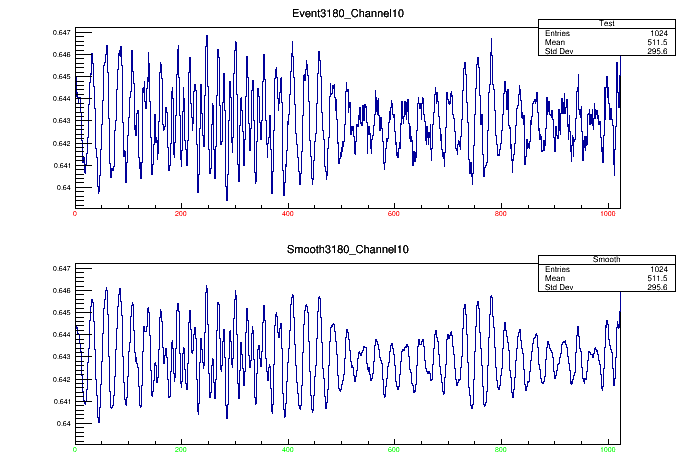 Event3180_Channel10
Test
Entries 1024
Mean 511.5
Std Dev 295.6
0.647
0.646
0.645
0.644
0.643
0.642
0.641
0.64
0 200 400 600 800 1000
Smooth3180_Channel10
Smooth
Entries 1024
Mean 511.5
Std Dev 295.6
0.647
0.646
0.645
0.644
0.643
0.642
0.641
0.64
0 200 400 600 800 1000